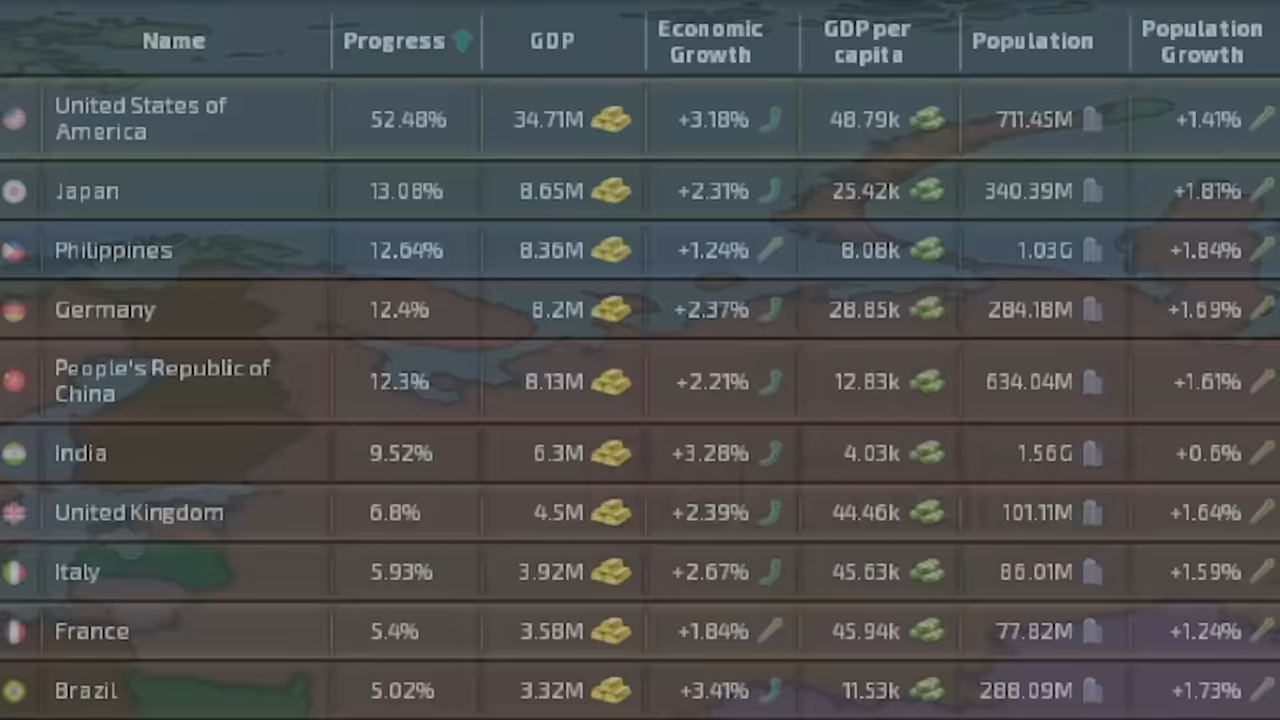 Name Progress GDP Economic Growth GDP per capita Population Population Growth
United States of America 52.48% 34.71M +3.18% 48.79k 711.45M +1.41%
Japan 13.08% 8.65M +2.31% 25.42k 340.39M +1.81%
Philippines 12.64% 8.36M +1.24% 8.08k 1.03G +1.84%
Germany 12.4% 8.2M +2.37% 28.85k 284.18M +1.69%
People's Republic of China 12.3% 8.13M +2.21% 12.83k 634.04M +1.61%
India 9.52% 6.3M +3.28% 4.03k 1.56G +0.6%
United Kingdom 6.8% 4.5M +2.39% 44.46k 101.11M +1.64%
Italy 5.93% 3.92M +2.67% 45.63k 86.01M +1.59%
France 5.4% 3.58M +1.84% 45.94k 77.82M +1.24%
Brazil 5.02% 3.32M +3.41% 11.53k 288.09M +1.73%